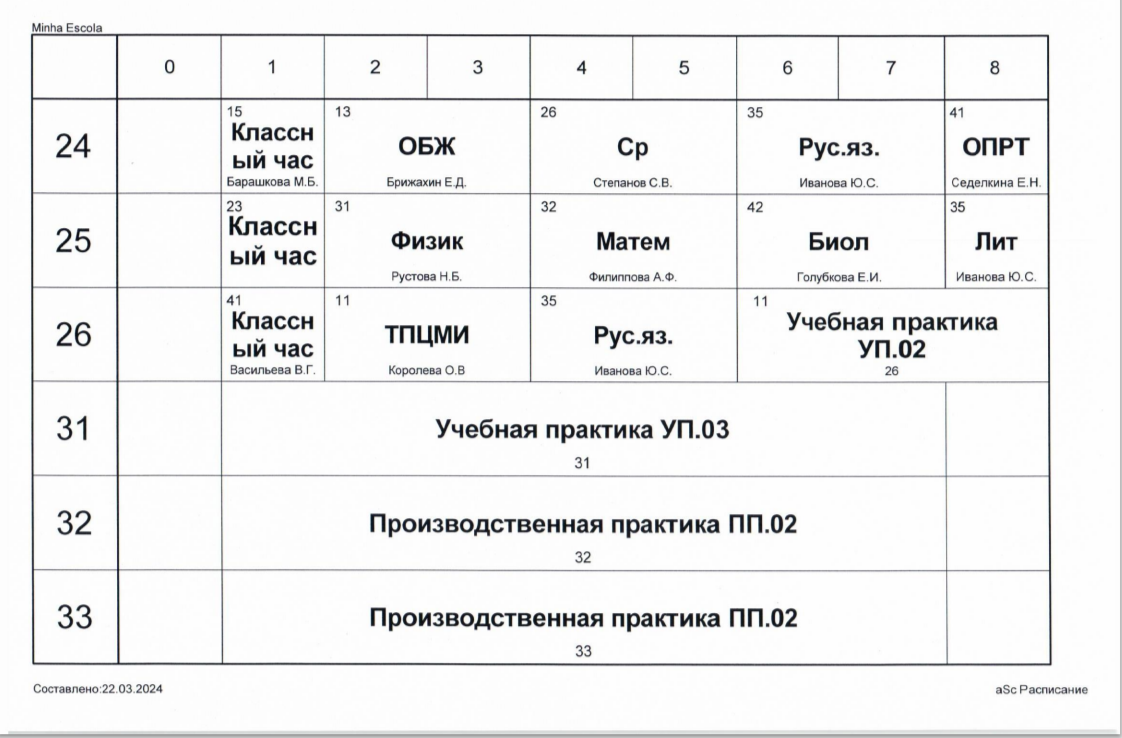 Minha Escola
0 1 2 3 4 5 6 7 8
24
15
Классн
ый час
Барашкова М.Б.
13
ОБЖ
Брижахин Е.Д.
26
Ср
Степанов С.В.
35
Рус.яз.
Иванова Ю.С.
41
ОПРТ
Седелкина Е.Н.
25
23
Классн
ый час
31
Физик
Рустова Н.Б.
32
Матем
Филиппова А.Ф.
42
Биол
Голубкова Е.И.
35
Лит
Иванова Ю.С.
26
41
Классн
ый час
Васильева В.Г.
11
ТПЦМИ
Королева О.В
35
Рус.яз.
Иванова Ю.С.
11
Учебная практика
УП.02
26
31
Учебная практика УП.03
31
32
Производственная практика ПП.02
32
33
Производственная практика ПП.02
33
Составлено:22.03.2024
aSc Расписание